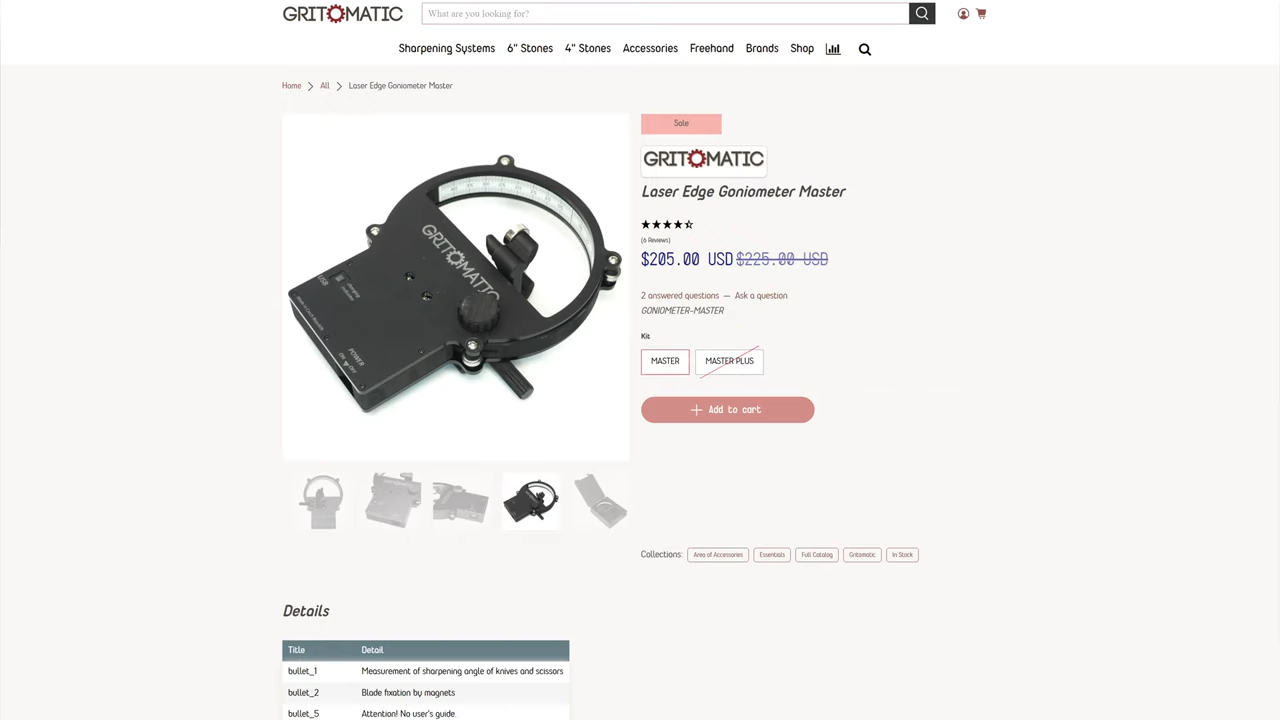 GRITOMATIC
What are you looking for?
Sharpening Systems 6" Stones 4" Stones Accessories Freehand Brands Shop
Home All Laser Edge Goniometer Master
Sale
GRITOMATIC
Laser Edge Goniometer Master
(6 Reviews)
$205.00 USD $225.00 USD
2 answered questions — Ask a question
GONIOMETER-MASTER
Kit
MASTER MASTER PLUS
Add to cart
GRITOMATIC
USB
POWER
ON OFF
Collections: Area of Accessories Essentials Full Catalog Gritomatic In Stock
Details
Title Detail
bullet_1 Measurement of sharpening angle of knives and scissors
bullet_2 Blade fixation by magnets
bullet_5 Attention! No user's guide.